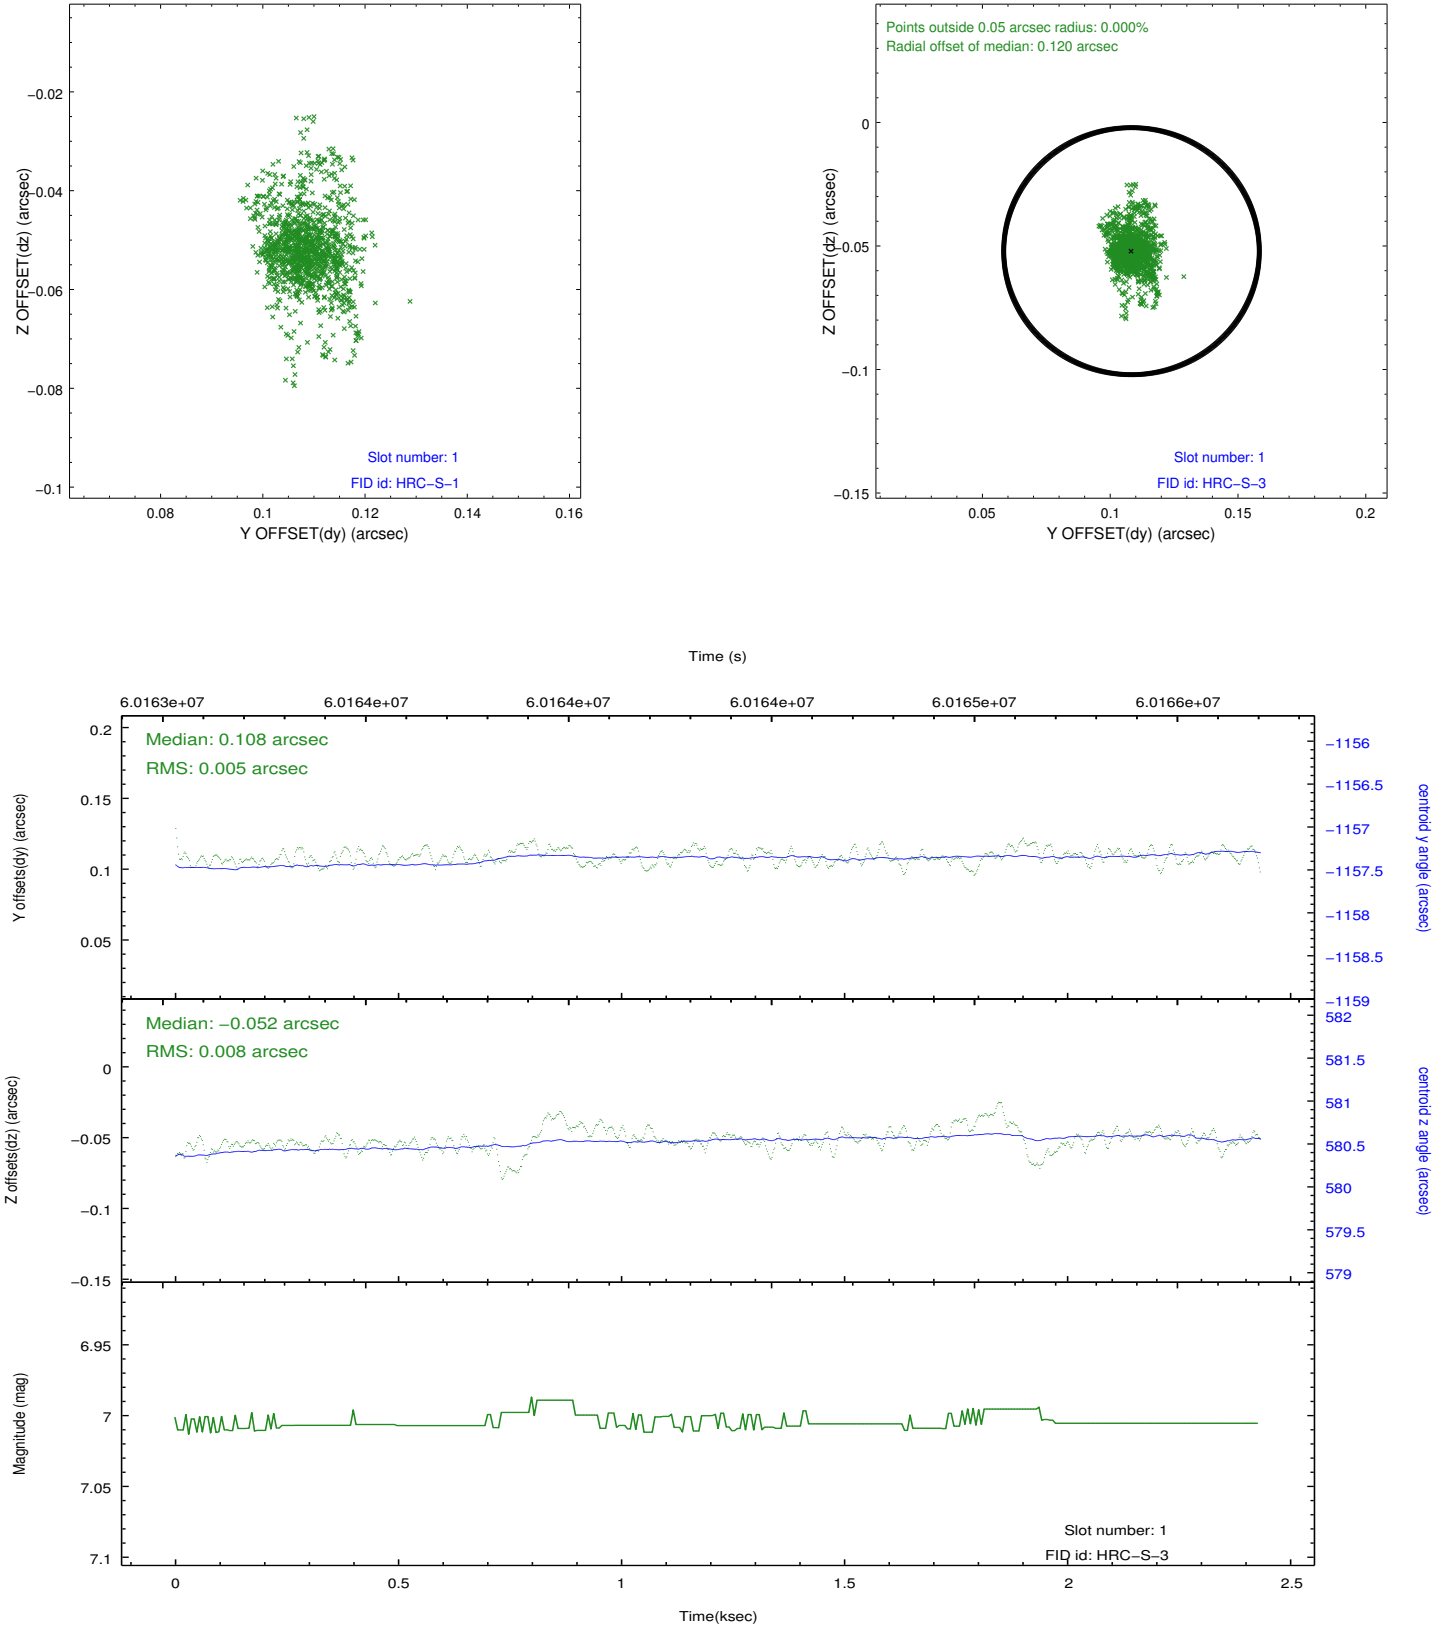 −0.02
−0.04
−0.06
−0.08
−0.1
Z OFFSET(dz) (arcsec)
Slot number: 1
FID id: HRC−S−1
0.08 0.1 0.12 0.14 0.16
Y OFFSET(dy) (arcsec)
Points outside 0.05 arcsec radius: 0.000%
Radial offset of median: 0.120 arcsec
0
−0.05
−0.1
−0.15
Z OFFSET(dz) (arcsec)
Slot number: 1
FID id: HRC−S−3
0.05 0.1 0.15 0.2
Y OFFSET(dy) (arcsec)
Time (s)
6.0163e+07 6.0164e+07 6.0164e+07 6.0164e+07 6.0165e+07 6.0166e+07
Median: 0.108 arcsec
RMS: 0.005 arcsec
0.2
0.15
0.1
0.05
Y offsets(dy) (arcsec)
−1156
−1156.5
−1157
−1157.5
−1158
−1158.5
−1159
centroid y angle (arcsec)
Median: −0.052 arcsec
RMS: 0.008 arcsec
0
−0.05
−0.1
−0.15
Z offsets(dz) (arcsec)
582
581.5
581
580.5
580
579.5
579
centroid z angle (arcsec)
6.95
7
7.05
7.1
Magnitude (mag)
Slot number: 1
FID id: HRC−S−3
0 0.5 1 1.5 2 2.5
Time(ksec)